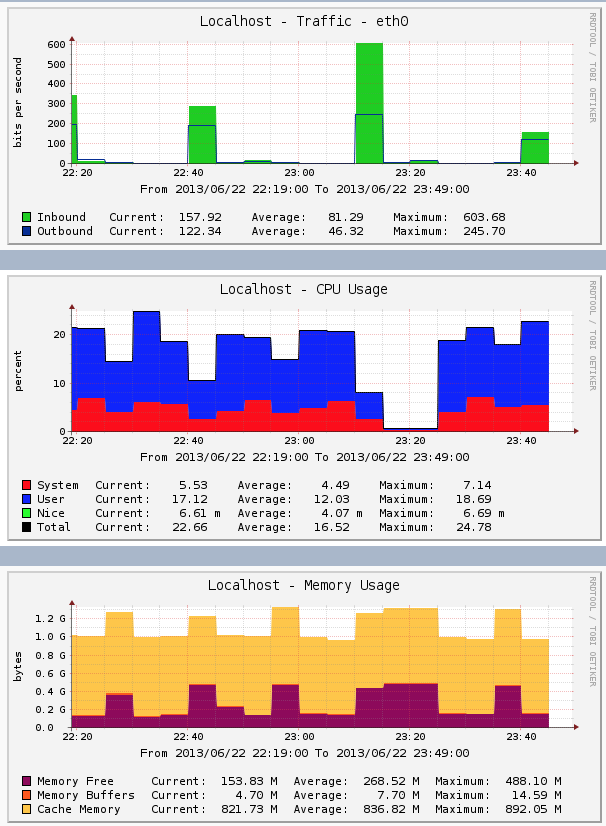 Localhost - Traffic - eth0
RRDTOOL / TOBI OETIKER
bits per second
600
500
400
300
200
100
0
22:20 22:40 23:00 23:20 23:40
From 2013/06/22 22:19:00 To 2013/06/22 23:49:00
Inbound Current: 157.92 Average: 81.29 Maximum: 603.68
Outbound Current: 122.34 Average: 46.32 Maximum: 245.70
Localhost - CPU Usage
RRDTOOL / TOBI OETIKER
percent
20
10
0
22:20 22:40 23:00 23:20 23:40
From 2013/06/22 22:19:00 To 2013/06/22 23:49:00
System Current: 5.53 Average: 4.49 Maximum: 7.14
User Current: 17.12 Average: 12.03 Maximum: 18.69
Nice Current: 6.61 m Average: 4.07 m Maximum: 6.69 m
Total Current: 22.66 Average: 16.52 Maximum: 24.78
Localhost - Memory Usage
RRDTOOL / TOBI OETIKER
bytes
1.2 G
1.0 G
0.8 G
0.6 G
0.4 G
0.2 G
0.0
22:20 22:40 23:00 23:20 23:40
From 2013/06/22 22:19:00 To 2013/06/22 23:49:00
Memory Free Current: 153.83 M Average: 268.52 M Maximum: 488.10 M
Memory Buffers Current: 4.70 M Average: 7.70 M Maximum: 14.59 M
Cache Memory Current: 821.73 M Average: 836.82 M Maximum: 892.05 M